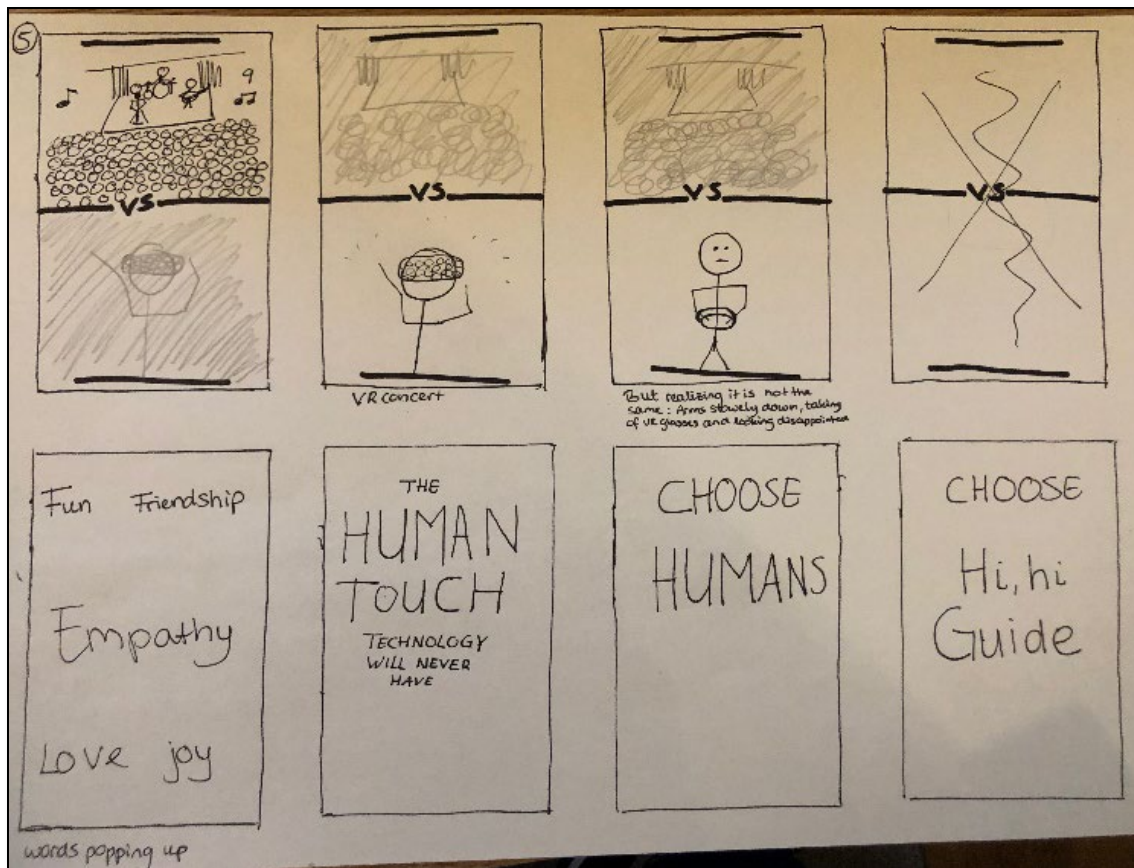 5
VS
VS
VS
VS
VR concert
But realizing it is not the
same: Arms slowely down, taking
of VR glasses and looking disappointed
Fun Friendship
Empathy
Love joy
words popping up
THE
HUMAN
TOUCH
TECHNOLOGY
WILL NEVER
HAVE
CHOOSE
HUMANS
CHOOSE
Hi, hi
Guide